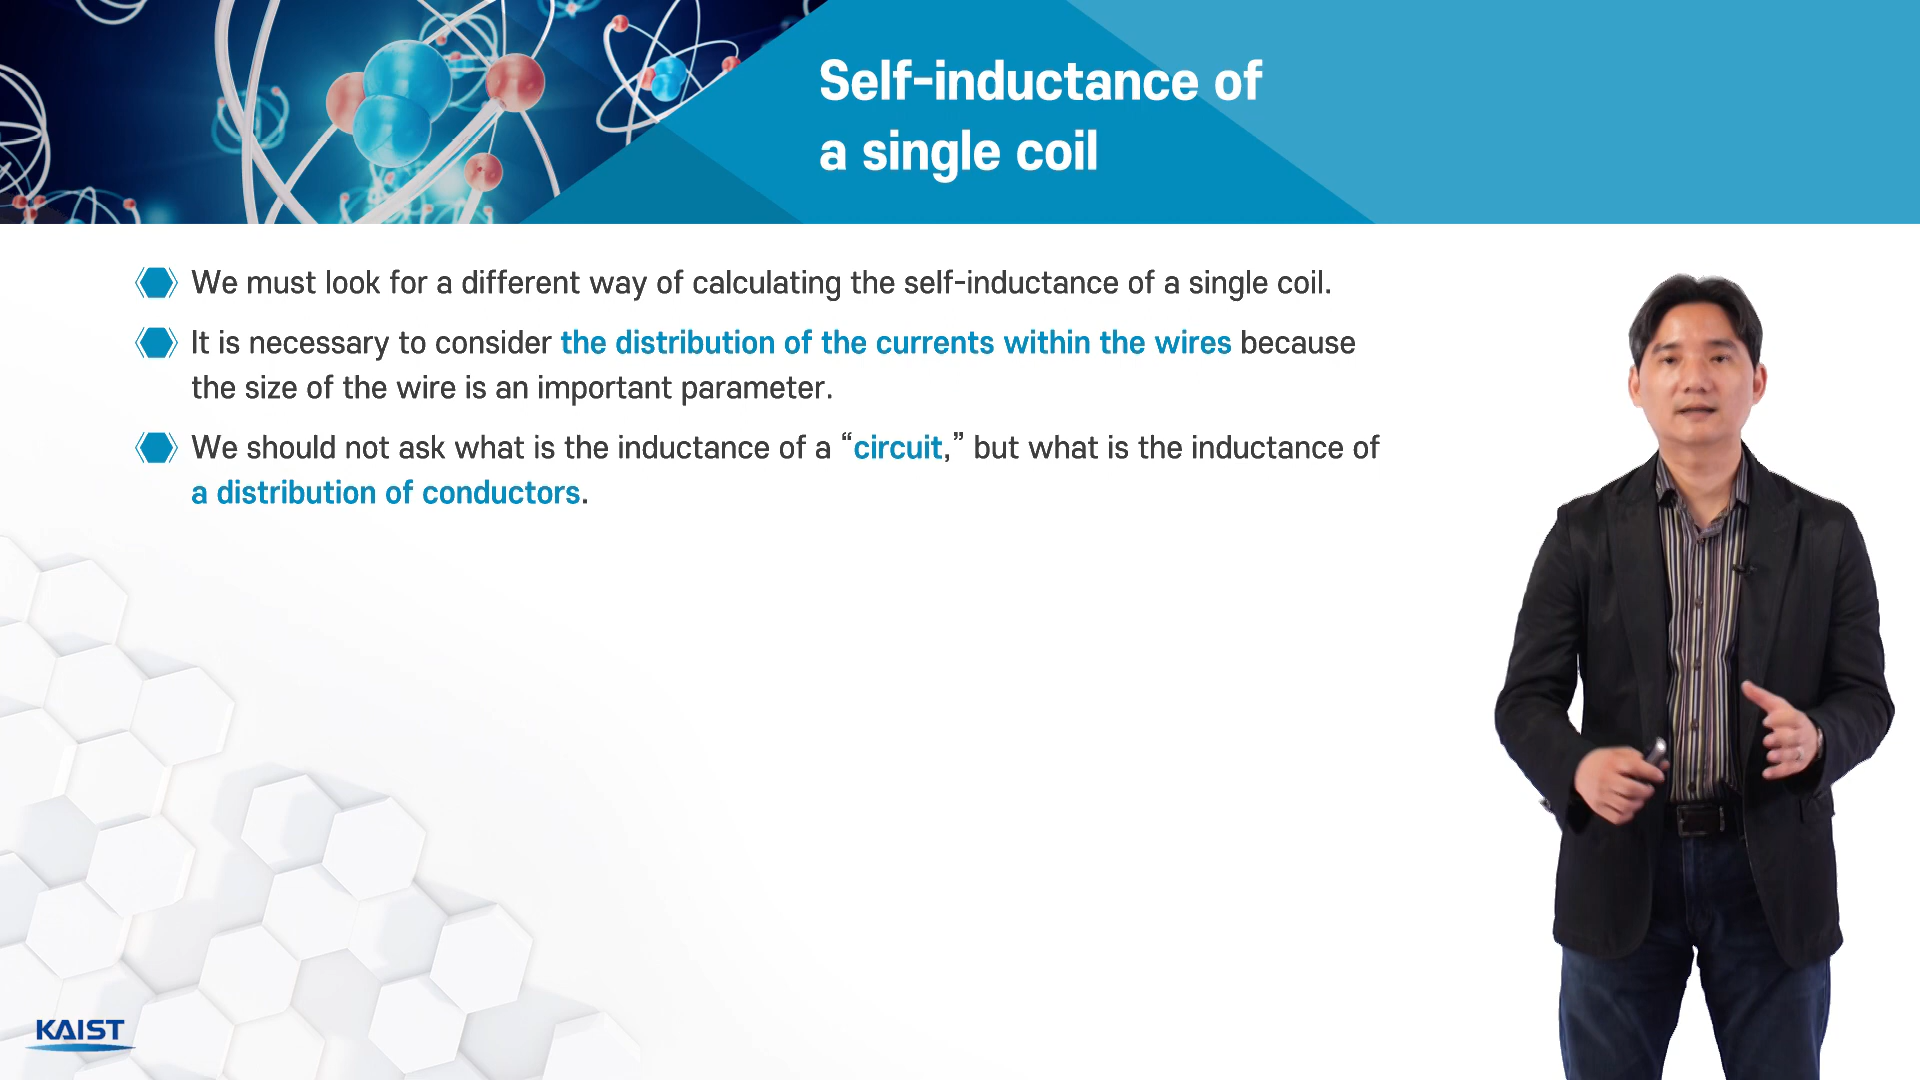 Self-inductance of
a single coil
We must look for a different way of calculating the self-inductance of a single coil.
It is necessary to consider the distribution of the currents within the wires because
the size of the wire is an important parameter.
We should not ask what is the inductance of a “circuit,” but what is the inductance of
a distribution of conductors.
KAIST